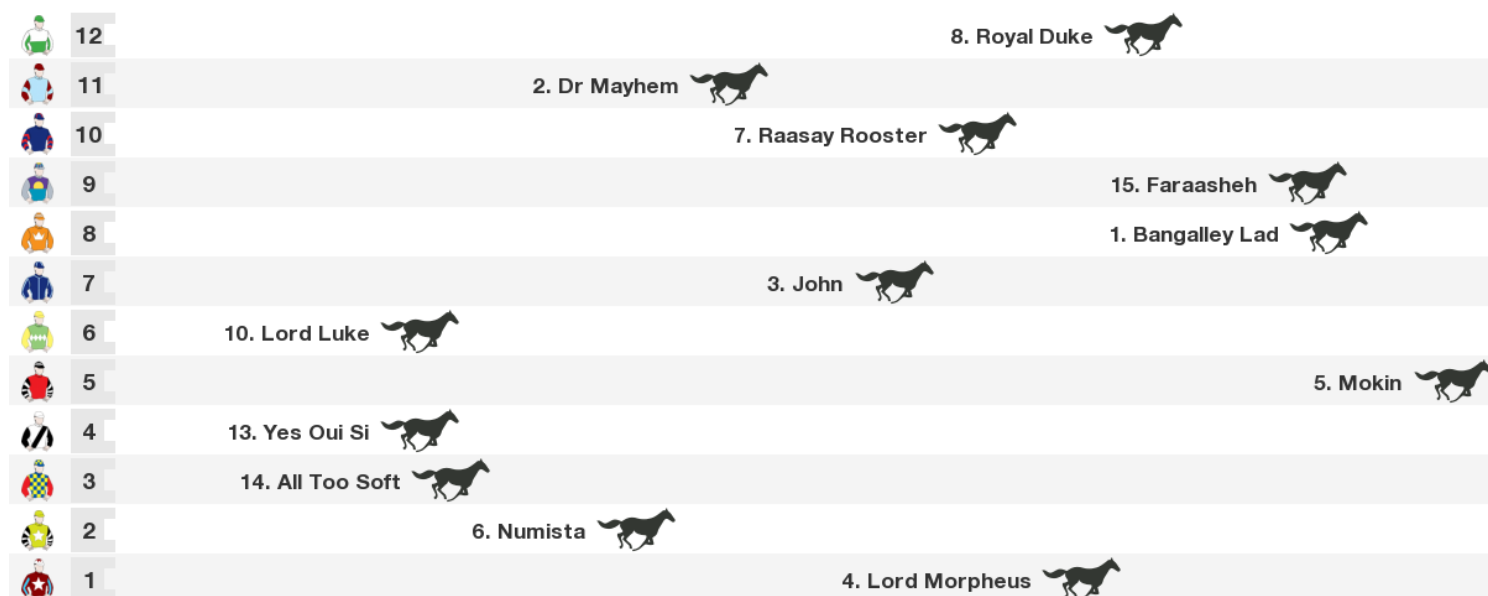 12 8. Royal Duke
11 2. Dr Mayhem
10 7. Raasay Rooster
9 15. Faraasheh
8 1. Bangalley Lad
7 3. John
6 10. Lord Luke
5 5. Mokin
4 13. Yes Oui Si
3 14. All Too Soft
2 6. Numista
1 4. Lord Morpheus